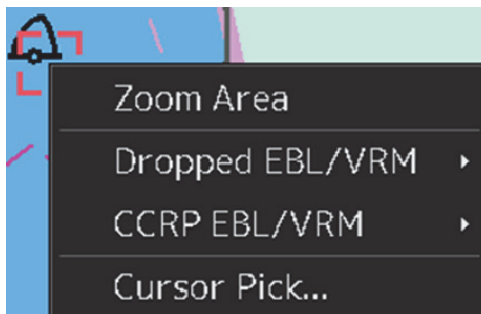 Zoom Area
Dropped EBL/VRM
CCRP EBL/VRM
Cursor Pick...